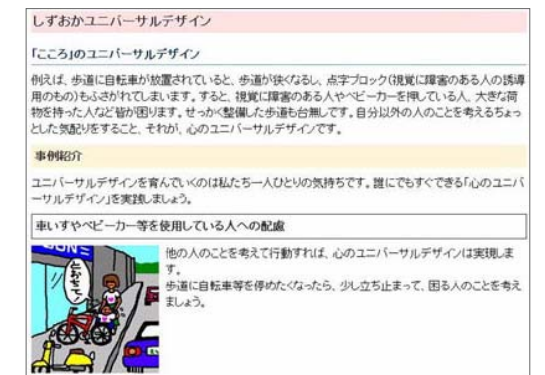 しずおかユニバーサルデザイン
「こころ」のユニバーサルデザイン
例えば、歩道に自転車が放置されていると、歩道が狭くなるし、点字ブロック(視覚に障害のある人の誘導
用のもの)もふさがれてしまいます。すると、視覚に障害のある人やベビーカーを押している人、大きな荷
物を持った人など皆が困ります。せっかく整備した歩道も台無しです。自分以外の人のことを考えるちょっ
とした気配りをすること、それが、心のユニバーサルデザインです。
事例紹介
ユニバーサルデザインを育んでいくのは私たち一人ひとりの気持ちです。誰にでもすぐできる「心のユニバ
ーサルデザイン」を実践しましょう。
車いすやベビーカー等を使用している人への配慮
他の人のことを考えて行動すれば、心のユニバーサルデザインは実現しま
す。
歩道に自転車等を停めたくなったら、少し立ち止まって、困る人のことを考え
ましょう。
とおれないよ